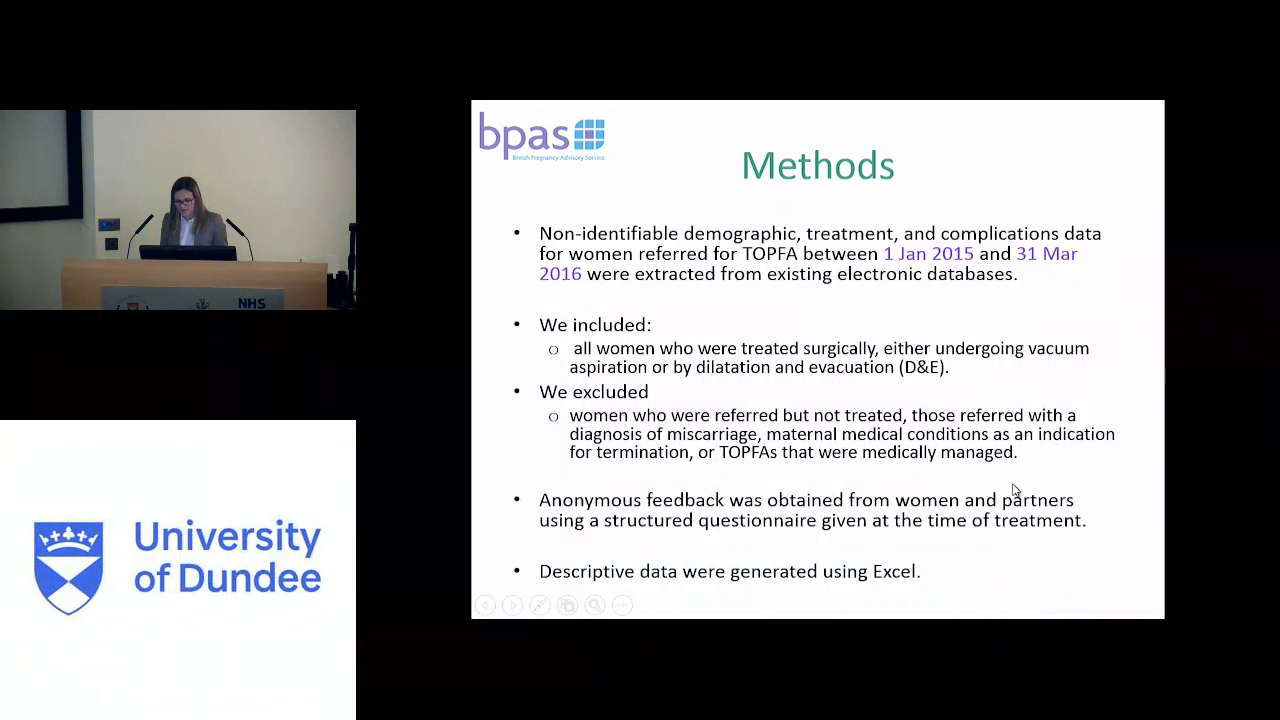 NHS
University
of Dundee
bpas
British Pregnancy Advisory Service
Methods
• Non-identifiable demographic, treatment, and complications data
for women referred for TOPFA between 1 Jan 2015 and 31 Mar
2016 were extracted from existing electronic databases.
• We included:
o all women who were treated surgically, either undergoing vacuum
aspiration or by dilatation and evacuation (D&E).
• We excluded
o women who were referred but not treated, those referred with a
diagnosis of miscarriage, maternal medical conditions as an indication
for termination, or TOPFAs that were medically managed.
• Anonymous feedback was obtained from women and partners
using a structured questionnaire given at the time of treatment.
• Descriptive data were generated using Excel.